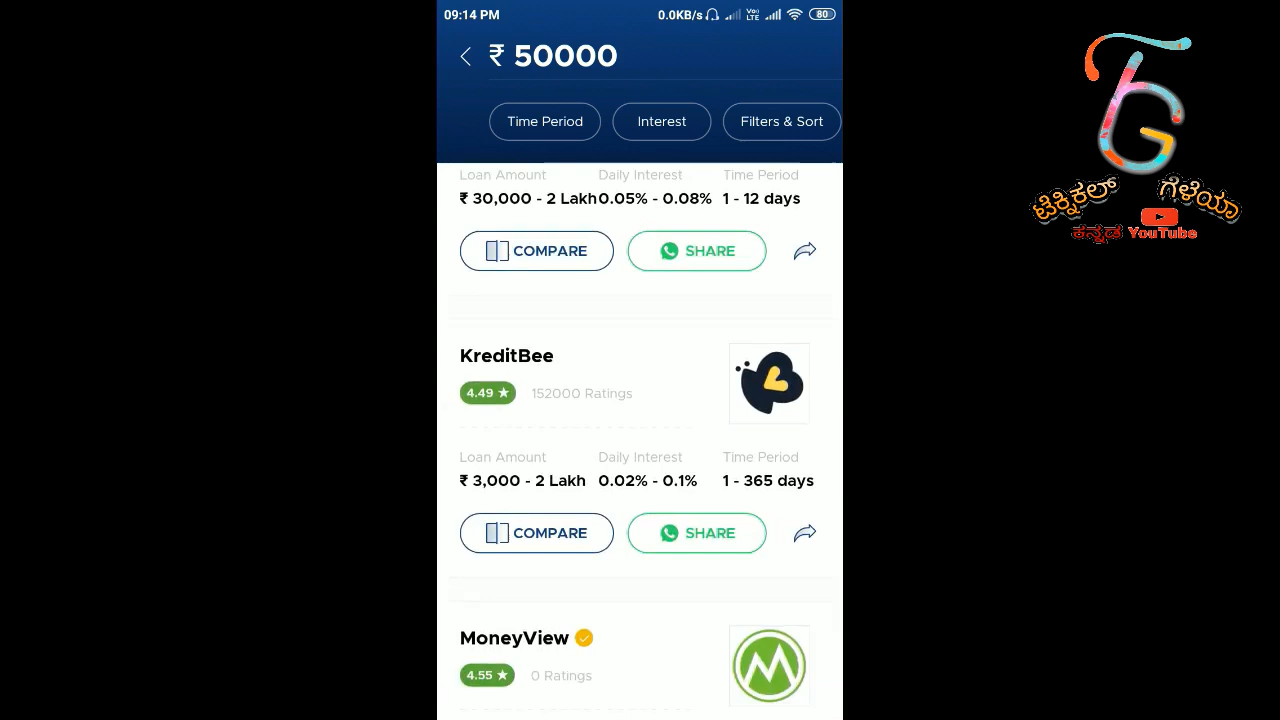 09:14 PM 0.0KB/s Vo) LTE 80
₹ 50000
Time Period Interest Filters & Sort
Loan Amount Daily Interest Time Period
₹ 30,000 - 2 Lakh 0.05% - 0.08% 1 - 12 days
COMPARE SHARE
KreditBee
4.49 ★ 152000 Ratings
Loan Amount Daily Interest Time Period
₹ 3,000 - 2 Lakh 0.02% - 0.1% 1 - 365 days
COMPARE SHARE
MoneyView
4.55 ★ 0 Ratings
TG
ಟೆಕ್ನಿಕಲ್ ಗೆಳೆಯಾ
ಕನ್ನಡ YouTube